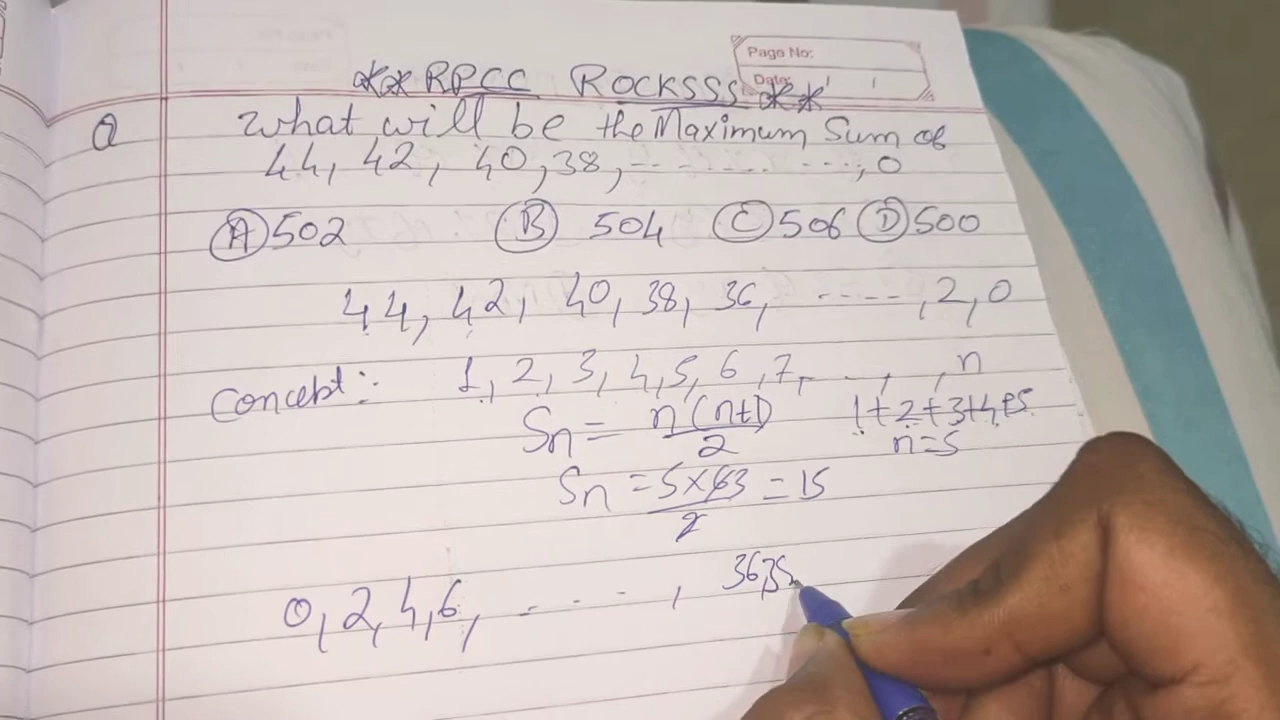 Page No:
Date: / /
** RPCC ROCKSSS **
Q What will be the Maximum Sum of
44, 42, 40, 38, - - - - - - - -, 0
(A) 502 (B) 504 (C) 506 (D) 500
44, 42, 40, 38, 36, - - - - -, 2, 0
Concept:- 1, 2, 3, 4, 5, 6, 7, - - -, , n
Sn = n(n+1)/2 1+2+3+4+5
n=5
Sn = 5×63/2 = 15
0, 2, 4, 6, - - - - , 36,